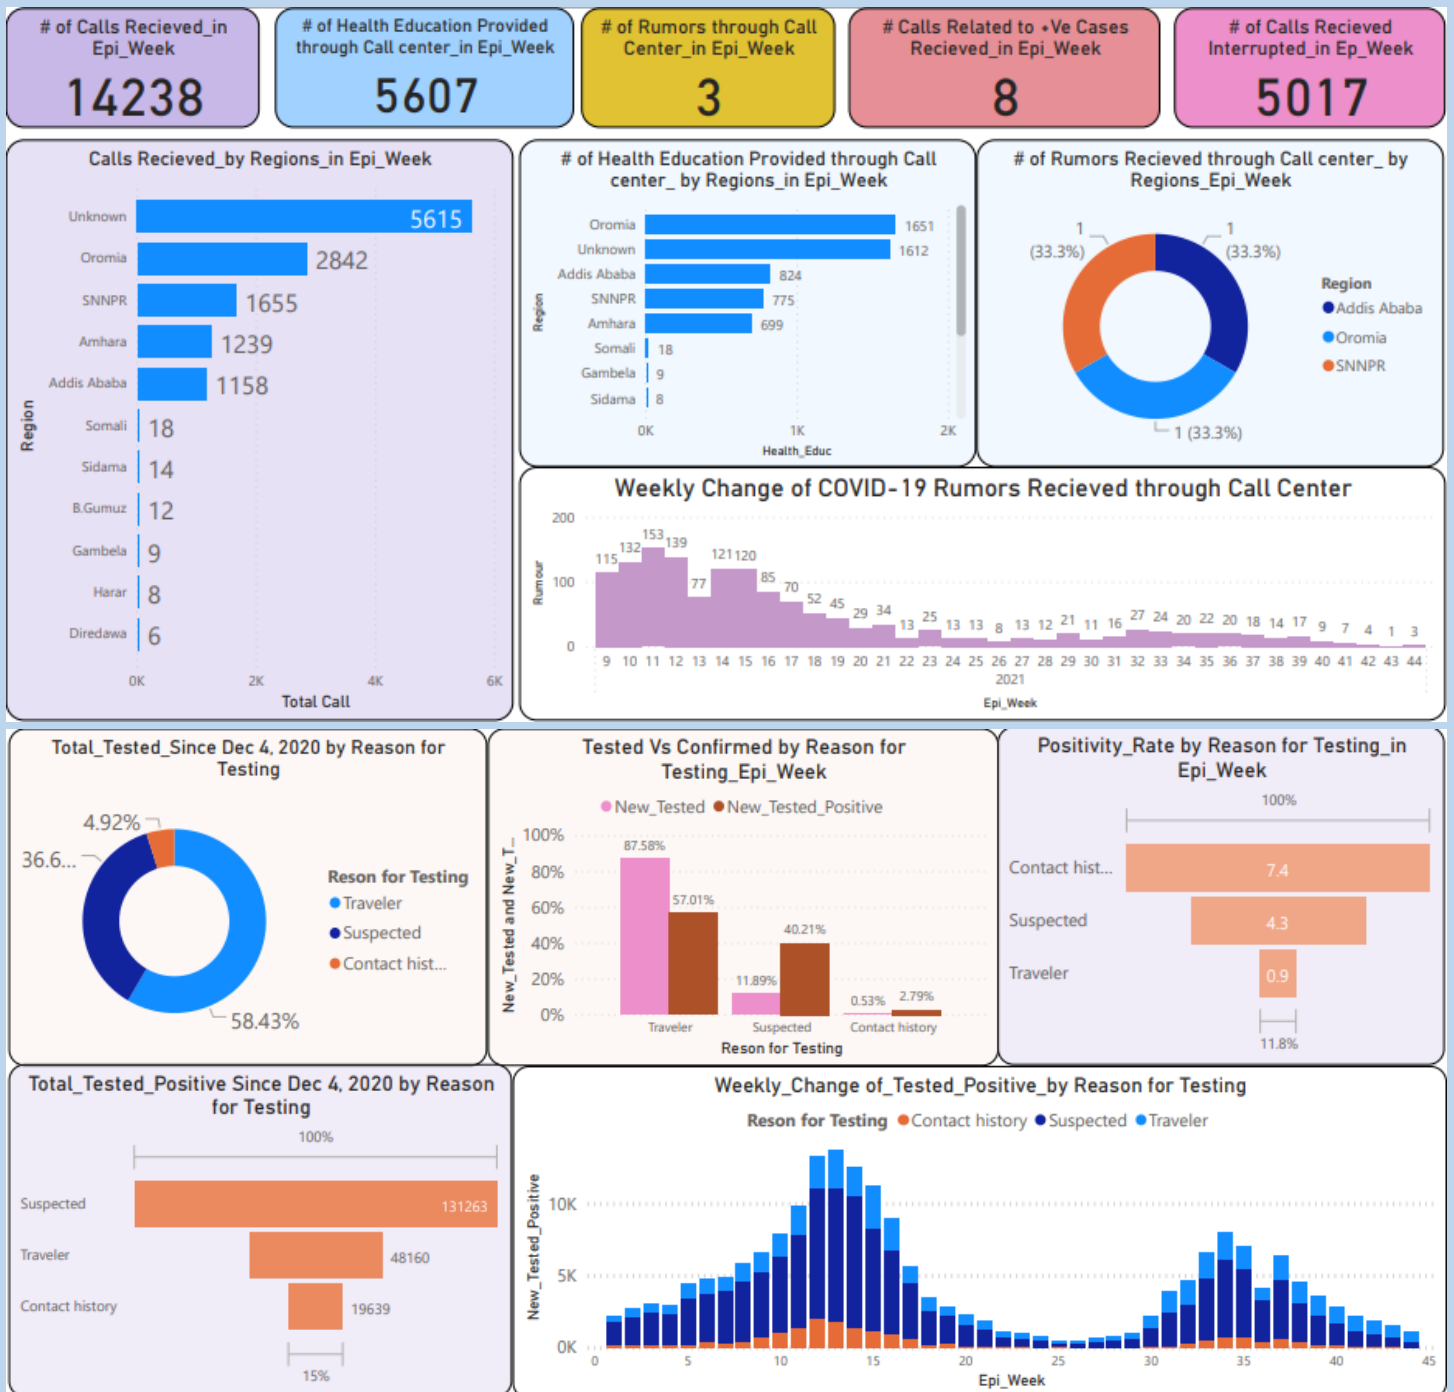 # of Calls Recieved_in
Epi_Week
14238
# of Health Education Provided
through Call center_in Epi_Week
5607
# of Rumors through Call
Center_in Epi_Week
3
# Calls Related to +Ve Cases
Recieved_in Epi_Week
8
# of Calls Recieved
Interrupted_in Ep_Week
5017
Calls Recieved_by Regions_in Epi_Week
Region
Unknown 5615
Oromia 2842
SNNPR 1655
Amhara 1239
Addis Ababa 1158
Somali 18
Sidama 14
B.Gumuz 12
Gambela 9
Harar 8
Diredawa 6
0K 2K 4K 6K
Total Call
# of Health Education Provided through Call
center_ by Regions_in Epi_Week
Region
Oromia 1651
Unknown 1612
Addis Ababa 824
SNNPR 775
Amhara 699
Somali 18
Gambela 9
Sidama 8
0K 1K 2K
Health_Educ
# of Rumors Recieved through Call center_ by
Regions_Epi_Week
1
(33.3%)
1
(33.3%)
1 (33.3%)
Region
Addis Ababa
Oromia
SNNPR
Weekly Change of COVID-19 Rumors Recieved through Call Center
Rumour
200
100
0
115 132 153 139 77 121 120 85 70 52 45 29 34 13 25 13 13 8 13 12 21 11 16 27 24 20 22 20 18 14 17 9 7 4 1 3
9 10 11 12 13 14 15 16 17 18 19 20 21 22 23 24 25 26 27 28 29 30 31 32 33 34 35 36 37 38 39 40 41 42 43 44
2021
Epi_Week
Total_Tested_Since Dec 4, 2020 by Reason for
Testing
4.92%
36.6...
58.43%
Reson for Testing
Traveler
Suspected
Contact hist...
Tested Vs Confirmed by Reason for
Testing_Epi_Week
New_Tested New_Tested_Positive
New_Tested and New_T...
100%
80%
60%
40%
20%
0%
87.58%
57.01%
11.89%
40.21%
0.53%
2.79%
Traveler Suspected Contact history
Reson for Testing
Positivity_Rate by Reason for Testing_in
Epi_Week
100%
Contact hist... 7.4
Suspected 4.3
Traveler 0.9
11.8%
Total_Tested_Positive Since Dec 4, 2020 by Reason
for Testing
100%
Suspected 131263
Traveler 48160
Contact history 19639
15%
Weekly_Change of_Tested_Positive_by Reason for Testing
Reson for Testing Contact history Suspected Traveler
New_Tested_Positive
10K
5K
0K
0 5 10 15 20 25 30 35 40 45
Epi_Week